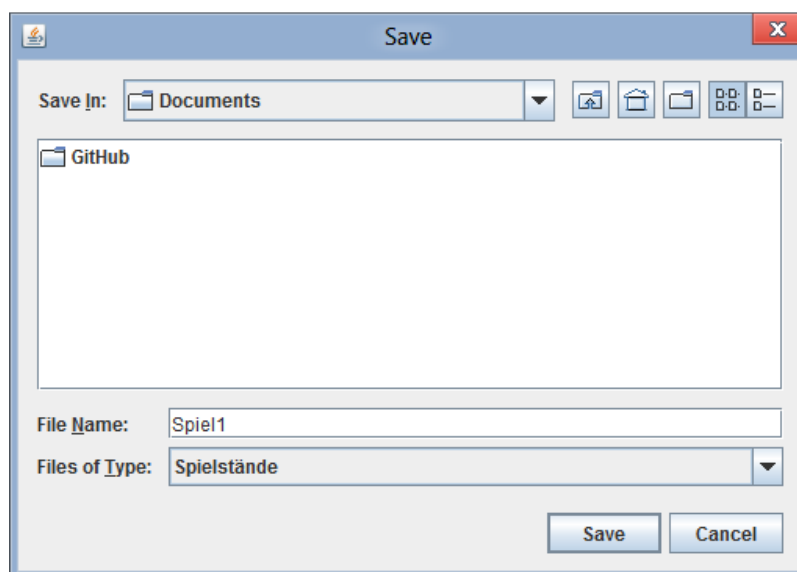 Save
Save In: Documents
GitHub
File Name: Spiel1
Files of Type: Spielstände
Save Cancel